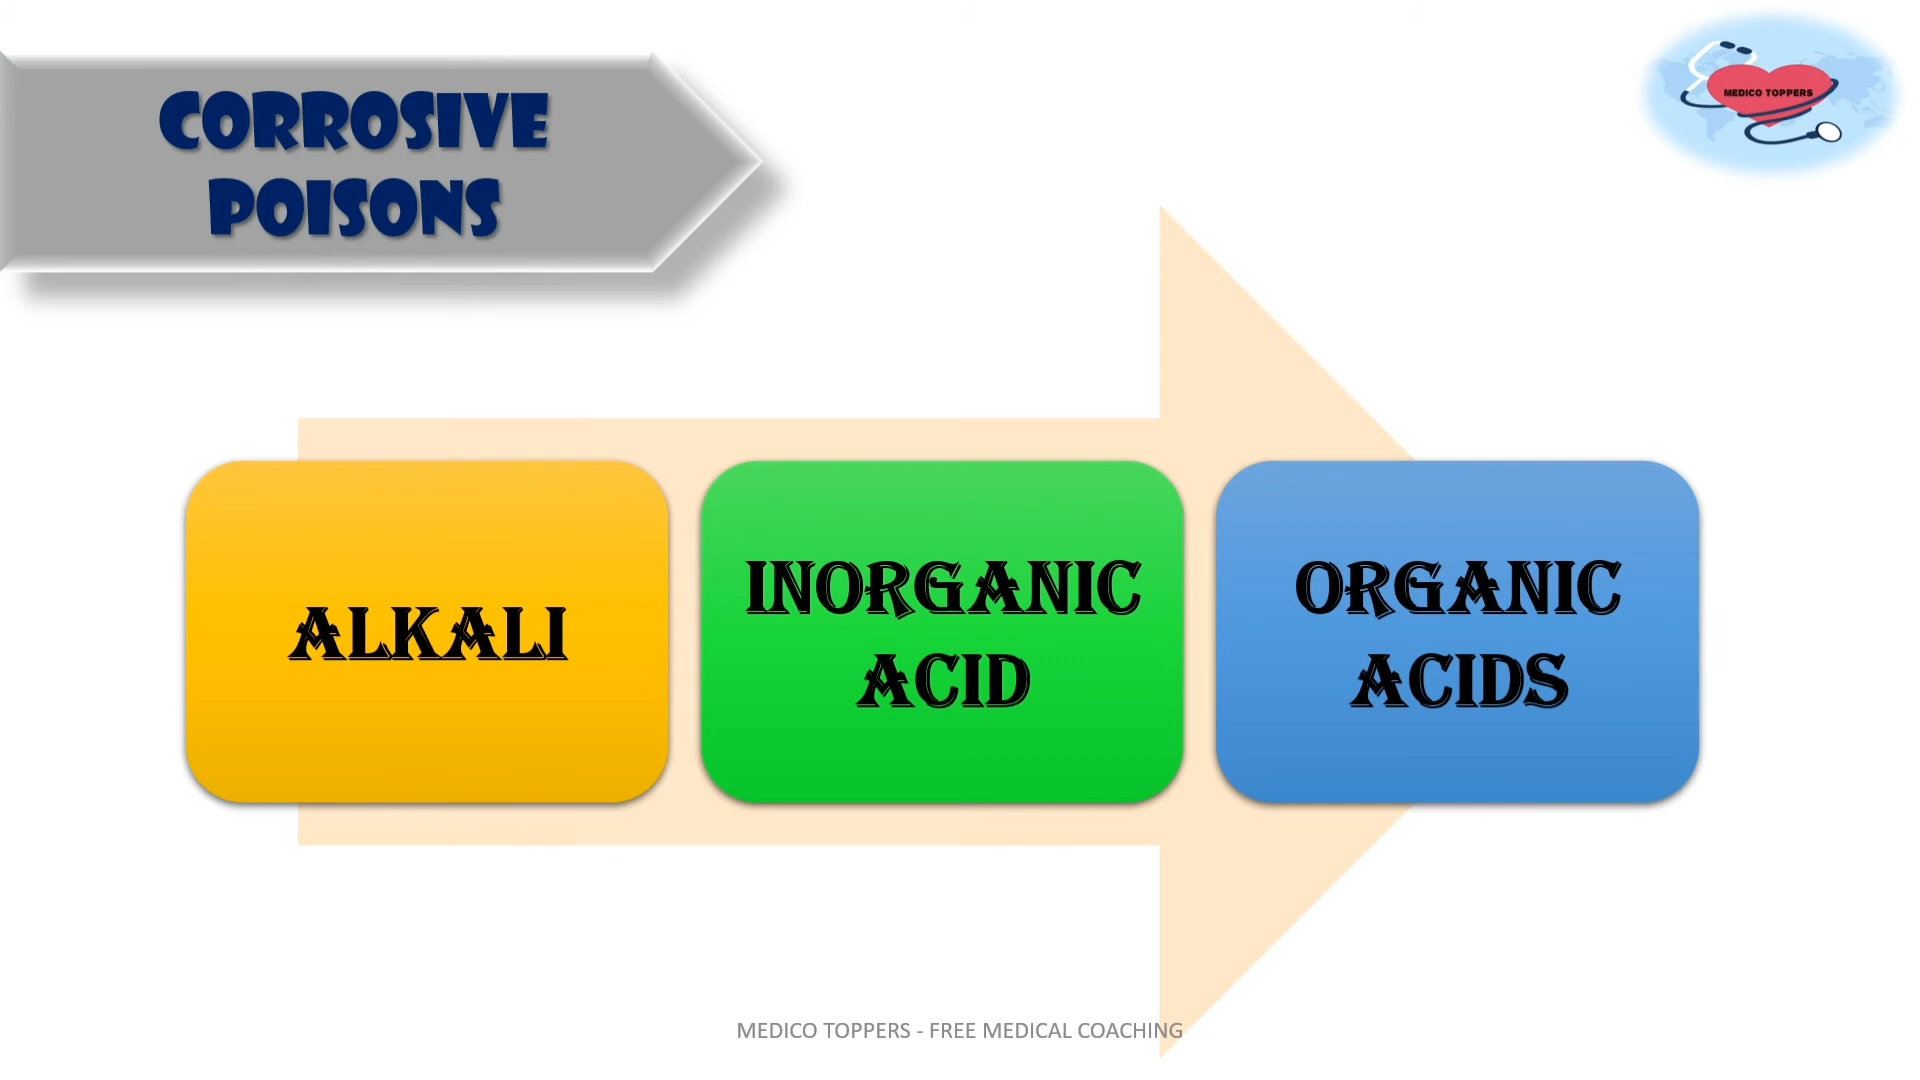 CORROSIVE
POISONS
MEDICO TOPPERS
ALKALI
INORGANIC
ACID
ORGANIC
ACIDS
MEDICO TOPPERS - FREE MEDICAL COACHING